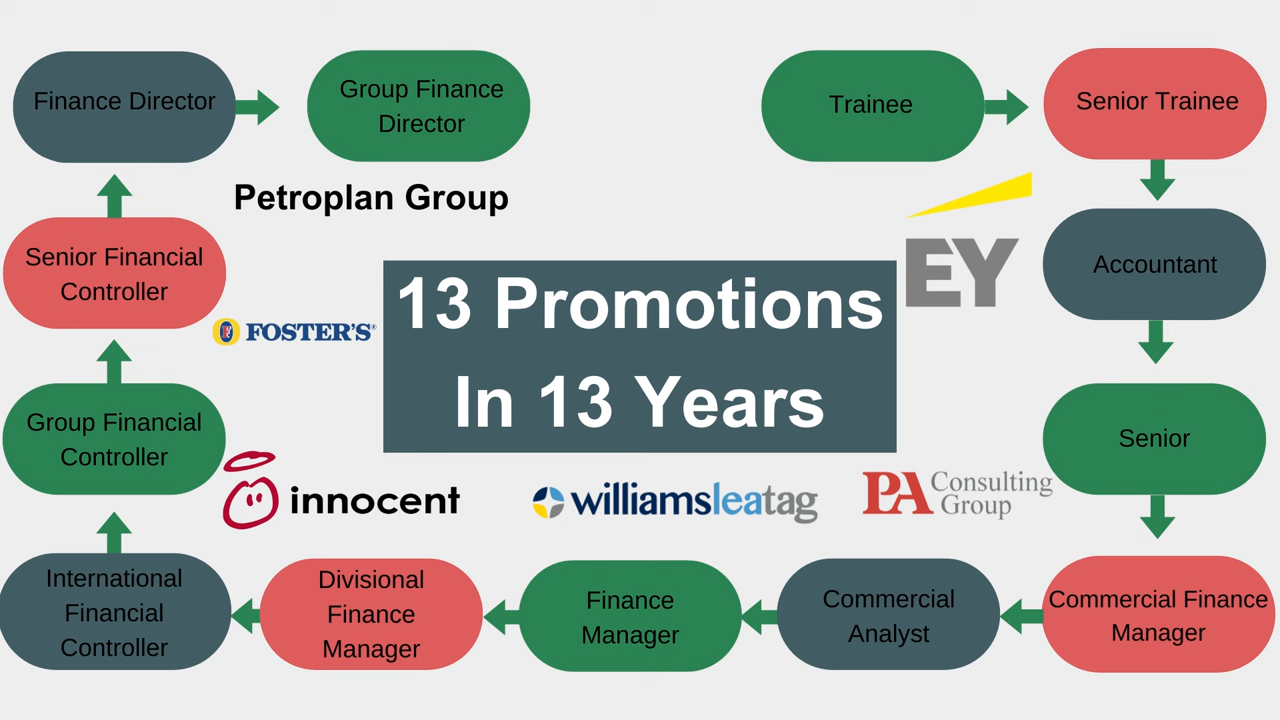 Finance Director
Group Finance
Director
Trainee
Senior Trainee
Petroplan Group
Senior Financial
Controller
EY
Accountant
13 Promotions
In 13 Years
FOSTER'S®
Group Financial
Controller
Senior
innocent
williamsleatag
PA Consulting
Group
International
Financial
Controller
Divisional
Finance
Manager
Finance
Manager
Commercial
Analyst
Commercial Finance
Manager